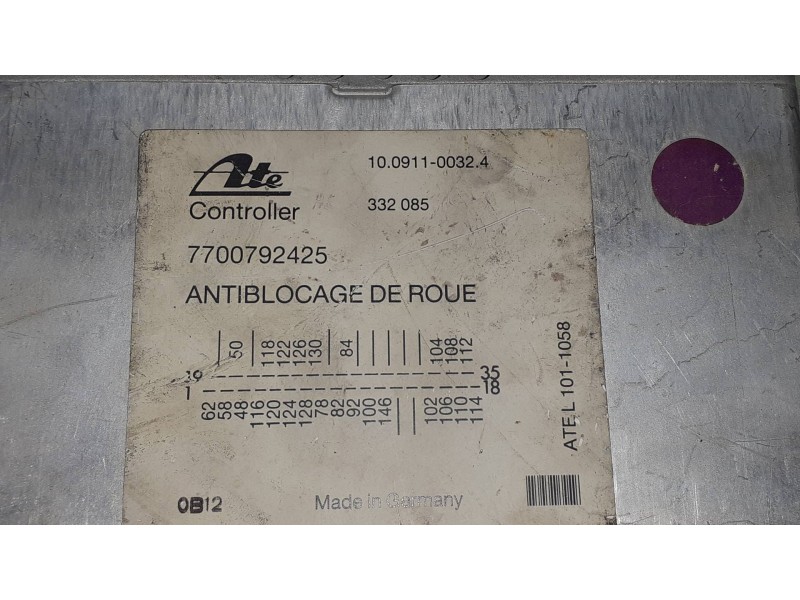 Ate
10.0911-0032.4
Controller
332 085
7700792425
ANTIBLOCAGE DE ROUE
50 118 122 126 130 84 104 108 112
19 35
1 18
62 58 48 116 120 124 128 78 82 92 100 146 102 106 110 114
ATE L 101-1058
0B12
Made in Germany